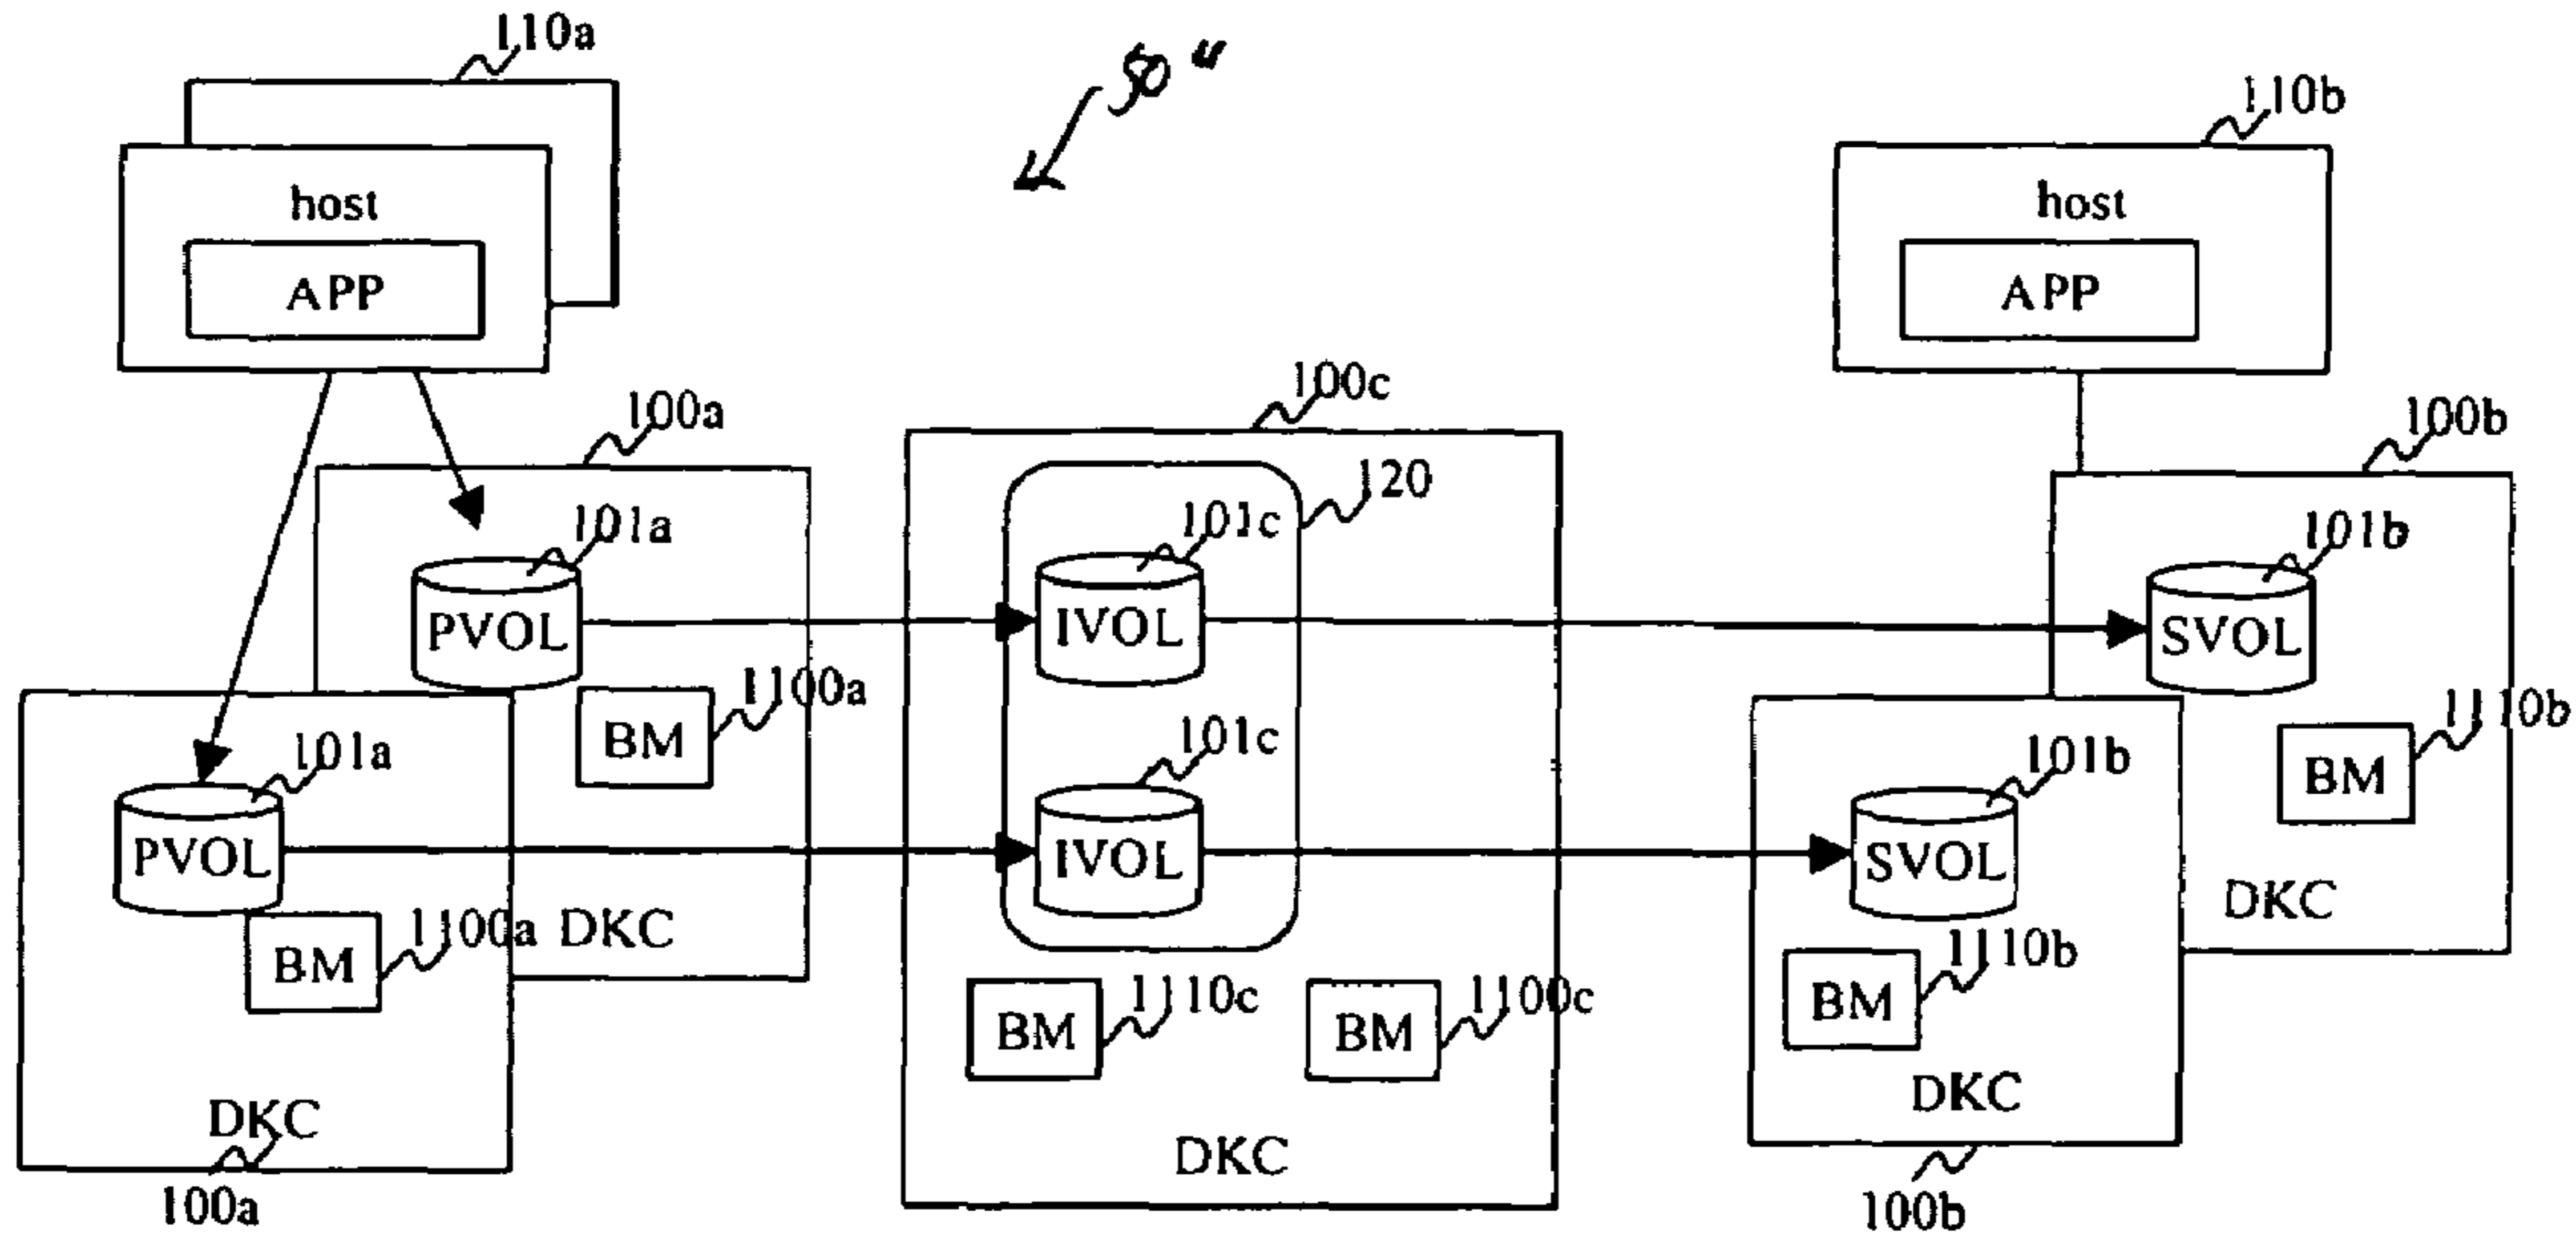 110a
50"
110b
host
host
APP
APP
100c
100a
100b
120
101a
101c
101b
PVOL
IVOL
SVOL
1100a
1110b
BM
BM
101a
101c
101b
PVOL
IVOL
SVOL
DKC
1100a
DKC
1110b
BM
1110c
1100c
BM
BM
BM
DKC
DKC
DKC
100a
100b